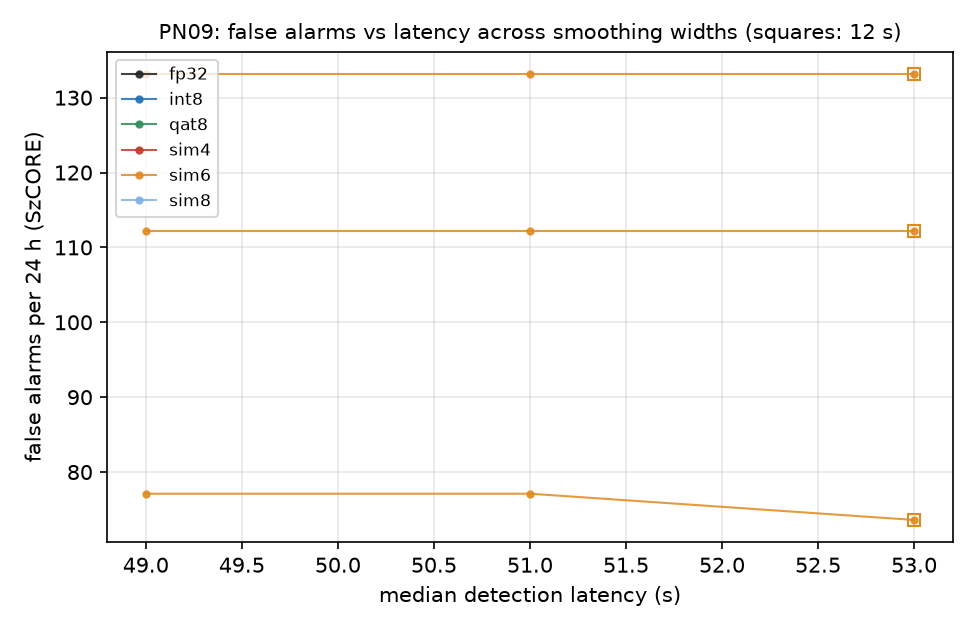 PN09: false alarms vs latency across smoothing widths (squares: 12 s)
false alarms per 24 h (SzCORE)
130
120
110
100
90
80
fp32
int8
qat8
sim4
sim6
sim8
49.0 49.5 50.0 50.5 51.0 51.5 52.0 52.5 53.0
median detection latency (s)